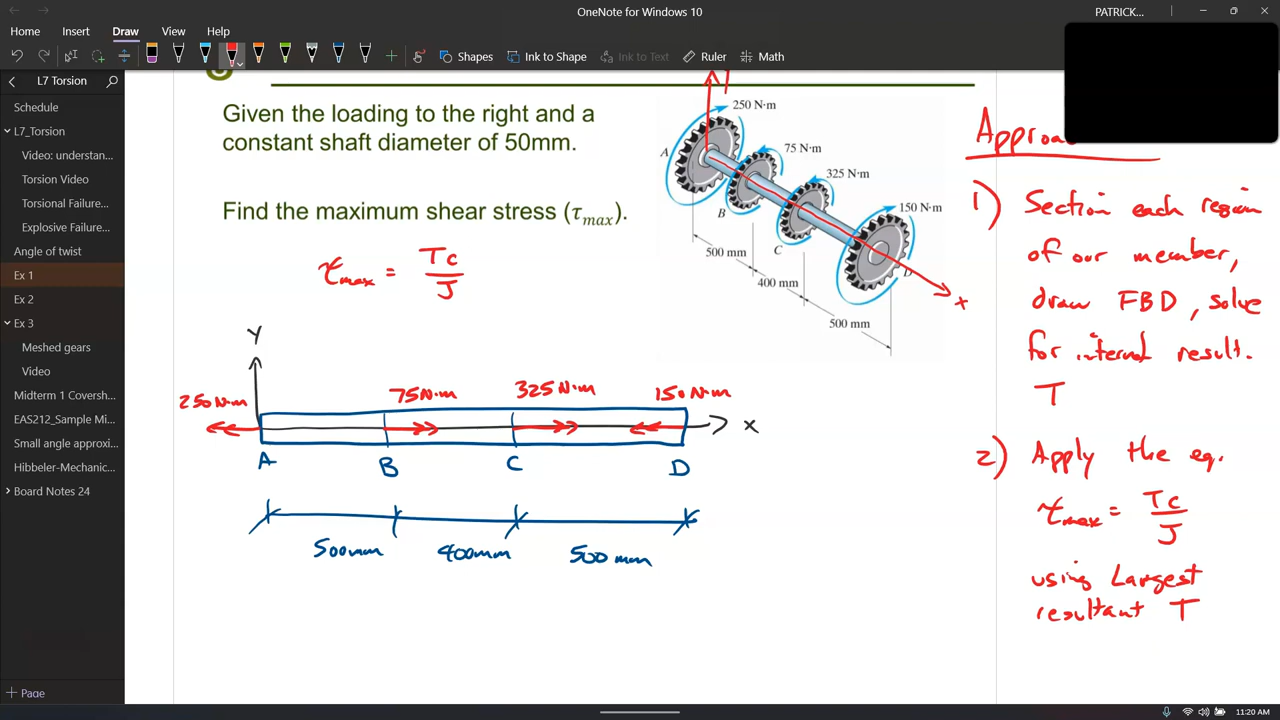 OneNote for Windows 10
PATRICK...
Home
Insert
Draw
View
Help
Shapes
Ink to Shape
Ink to Text
Ruler
Math
L7 Torsion
Schedule
L7_Torsion
Video: understan...
Torsion Video
Torsional Failure...
Explosive Failure...
Angle of twist
Ex 1
Ex 2
Ex 3
Meshed gears
Video
Midterm 1 Coversh...
EAS212_Sample Mi...
Small angle approxi...
Hibbeler-Mechanic...
Board Notes 24
Page
Given the loading to the right and a
constant shaft diameter of 50mm.
Find the maximum shear stress (τmax).
τmax = Tc/J
250 N·m
75 N·m
325 N·m
150 N·m
A
B
C
D
500 mm
400 mm
500 mm
x
Y
250N·m
75N·m
325N·m
150N·m
X
A
B
C
D
500mm
400mm
500mm
1) Section each region
of our member,
draw FBD, solve
for internal result.
T
2) Apply the eq.
τmax = Tc/J
using Largest
resultant T
11:20 AM